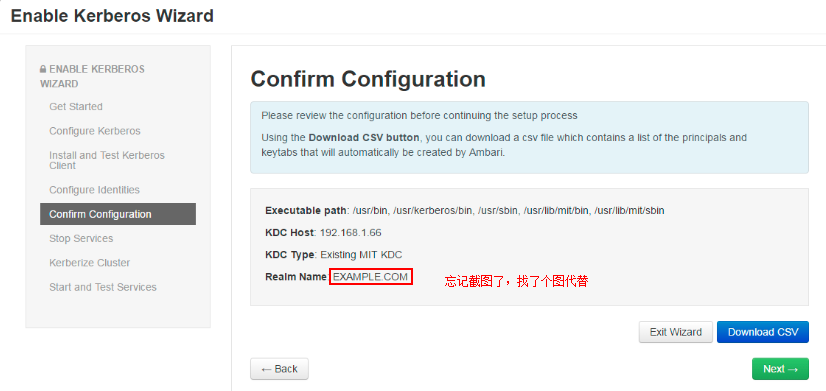 Enable Kerberos Wizard
ENABLE KERBEROS
WIZARD
Get Started
Configure Kerberos
Install and Test Kerberos
Client
Configure Identities
Confirm Configuration
Stop Services
Kerberize Cluster
Start and Test Services
Confirm Configuration
Please review the configuration before continuing the setup process
Using the Download CSV button, you can download a csv file which contains a list of the principals and
keytabs that will automatically be created by Ambari.
Executable path: /usr/bin, /usr/kerberos/bin, /usr/sbin, /usr/lib/mit/bin, /usr/lib/mit/sbin
KDC Host: 192.168.1.66
KDC Type: Existing MIT KDC
Realm Name: EXAMPLE.COM
忘记截图了，找了个图代替
Exit Wizard
Download CSV
← Back
Next →